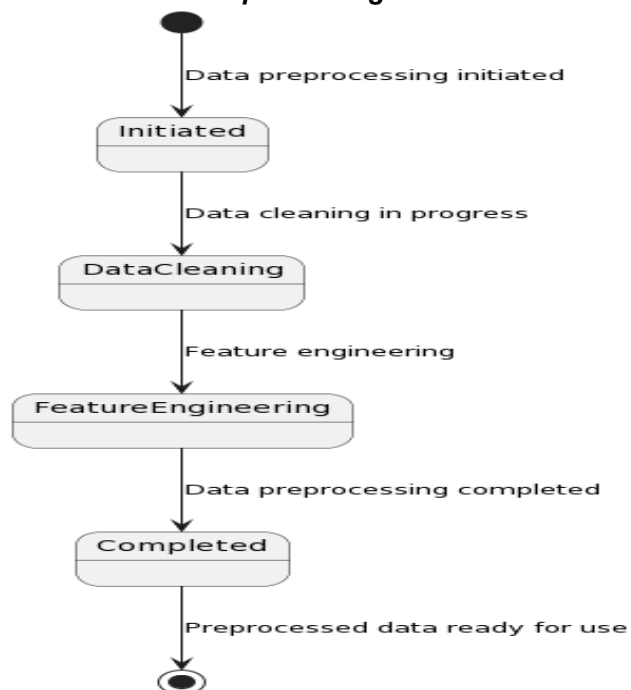 Data preprocessing initiated
Initiated
Data cleaning in progress
DataCleaning
Feature engineering
FeatureEngineering
Data preprocessing completed
Completed
Preprocessed data ready for use